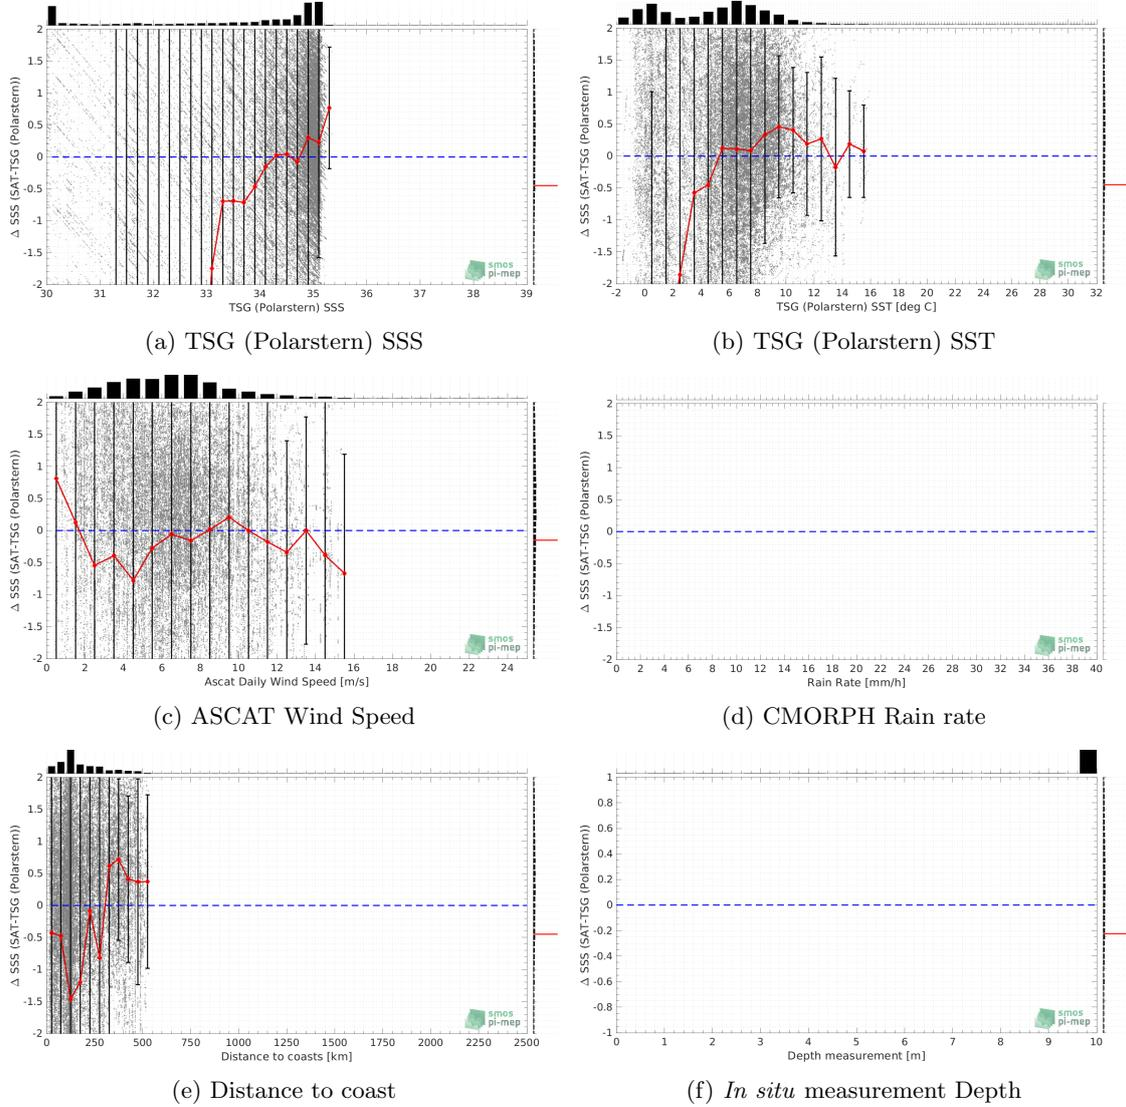 2
1.5
1
0.5
0
-0.5
-1
-1.5
-2
Δ SSS (SAT-TSG (Polarstern))
30 31 32 33 34 35 36 37 38 39
TSG (Polarstern) SSS
smos
pi-mep
(a) TSG (Polarstern) SSS
2
1.5
1
0.5
0
-0.5
-1
-1.5
-2
Δ SSS (SAT-TSG (Polarstern))
-2 0 2 4 6 8 10 12 14 16 18 20 22 24 26 28 30 32
TSG (Polarstern) SST [deg C]
smos
pi-mep
(b) TSG (Polarstern) SST
2
1.5
1
0.5
0
-0.5
-1
-1.5
-2
Δ SSS (SAT-TSG (Polarstern))
0 2 4 6 8 10 12 14 16 18 20 22 24
Ascat Daily Wind Speed [m/s]
smos
pi-mep
(c) ASCAT Wind Speed
2
1.5
1
0.5
0
-0.5
-1
-1.5
-2
Δ SSS (SAT-TSG (Polarstern))
0 2 4 6 8 10 12 14 16 18 20 22 24 26 28 30 32 34 36 38 40
Rain Rate [mm/h]
smos
pi-mep
(d) CMORPH Rain rate
2
1.5
1
0.5
0
-0.5
-1
-1.5
-2
Δ SSS (SAT-TSG (Polarstern))
0 250 500 750 1000 1250 1500 1750 2000 2250 2500
Distance to coasts [km]
smos
pi-mep
(e) Distance to coast
1
0.8
0.6
0.4
0.2
0
-0.2
-0.4
-0.6
-0.8
-1
Δ SSS (SAT-TSG (Polarstern))
0 1 2 3 4 5 6 7 8 9 10
Depth measurement [m]
smos
pi-mep
(f) In situ measurement Depth